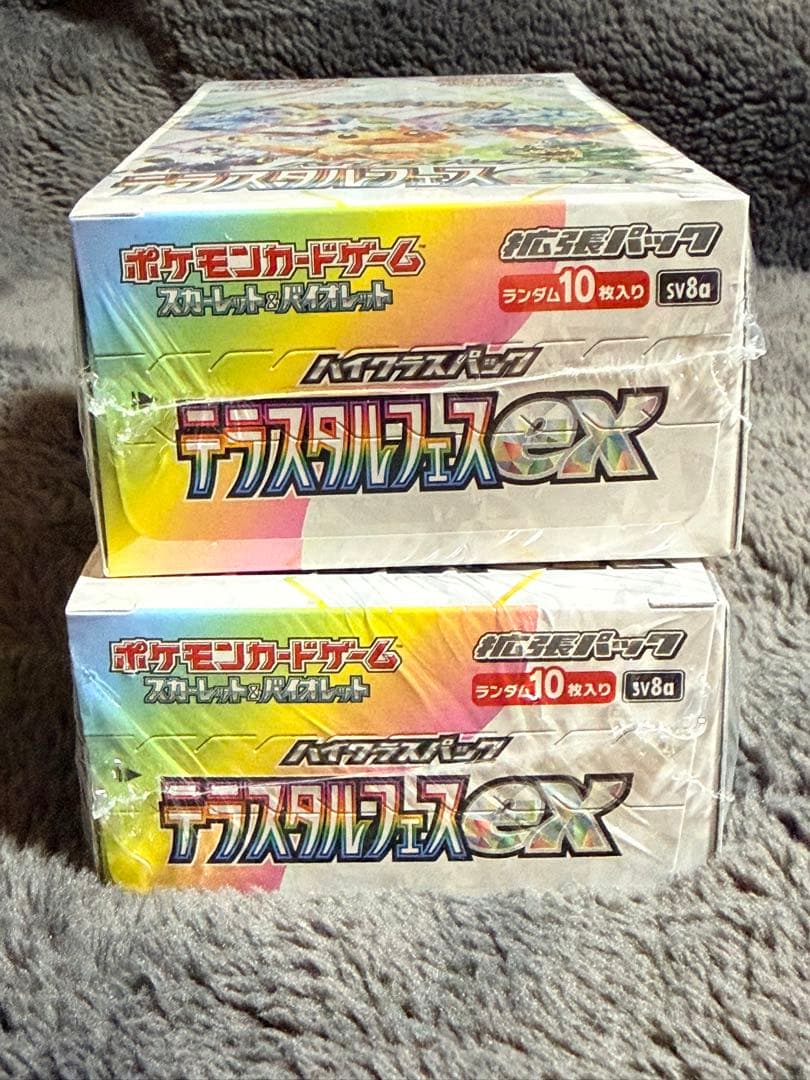 テラスタルフェスex
ポケモンカードゲーム
スカーレット&バイオレット
拡張パック
ランダム10枚入り sv8a
ハイクラスパック
テラスタルフェスex
ポケモンカードゲーム
スカーレット&バイオレット
拡張パック
ランダム10枚入り sv8a
ハイクラスパック
テラスタルフェスex